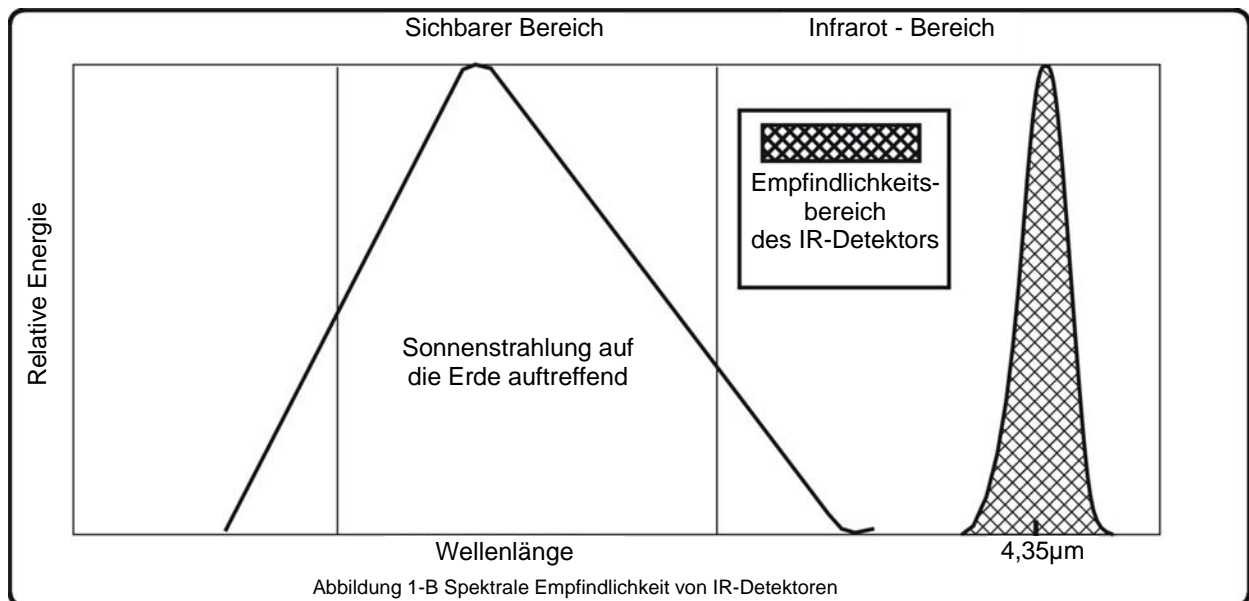 Sichbarer Bereich
Infrarot - Bereich
Relative Energie
Empfindlichkeits-
bereich
des IR-Detektors
Sonnenstrahlung auf
die Erde auftreffend
Wellenlänge
4,35µm
Abbildung 1-B Spektrale Empfindlichkeit von IR-Detektoren